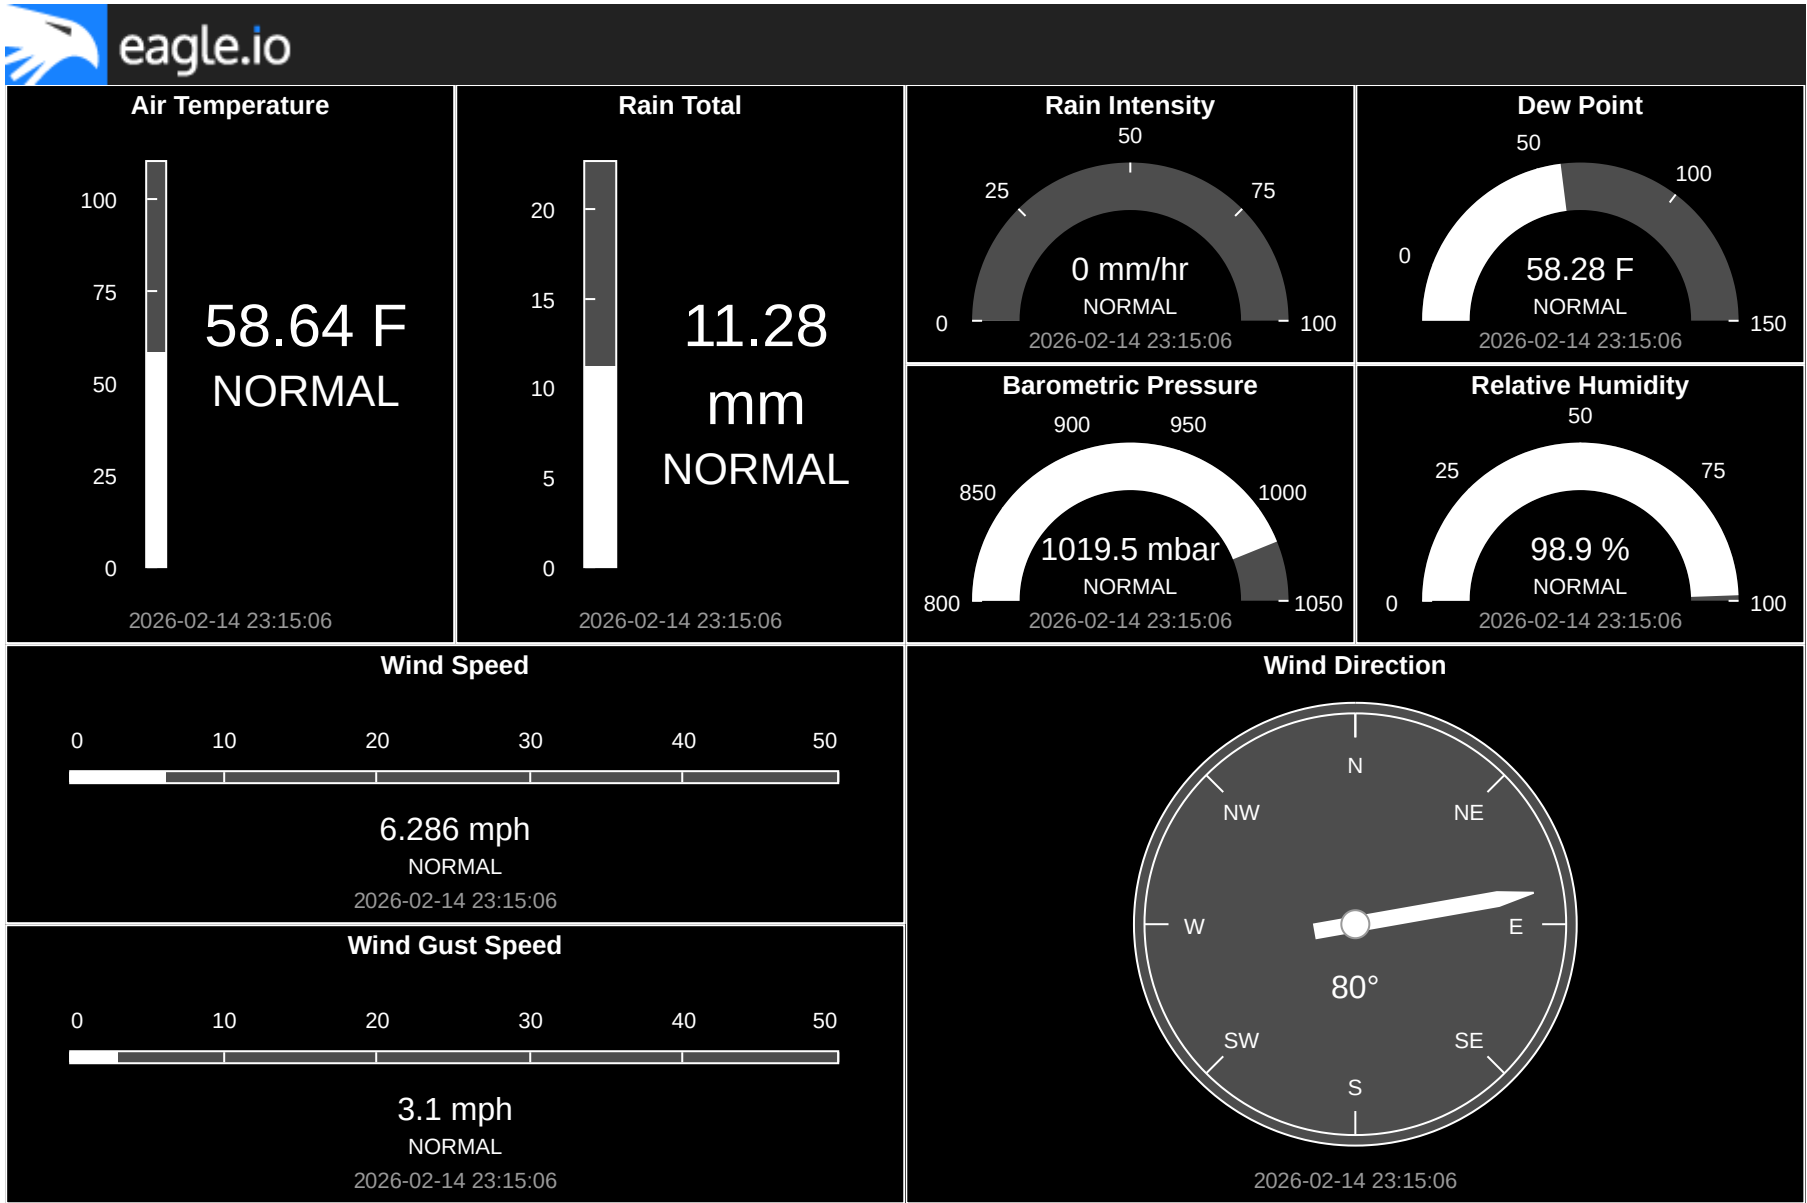 eagle.io
Air Temperature
100
75
50
25
0
58.64 F
NORMAL
2026-02-14 23:15:06
Rain Total
20
15
10
5
0
11.28
mm
NORMAL
2026-02-14 23:15:06
Rain Intensity
0
25
50
75
100
0 mm/hr
NORMAL
2026-02-14 23:15:06
Dew Point
0
50
100
150
58.28 F
NORMAL
2026-02-14 23:15:06
Barometric Pressure
800
850
900
950
1000
1050
1019.5 mbar
NORMAL
2026-02-14 23:15:06
Relative Humidity
0
25
50
75
100
98.9 %
NORMAL
2026-02-14 23:15:06
Wind Speed
0 10 20 30 40 50
6.286 mph
NORMAL
2026-02-14 23:15:06
Wind Gust Speed
0 10 20 30 40 50
3.1 mph
NORMAL
2026-02-14 23:15:06
Wind Direction
N
NW NE
W E
80°
SW SE
S
2026-02-14 23:15:06